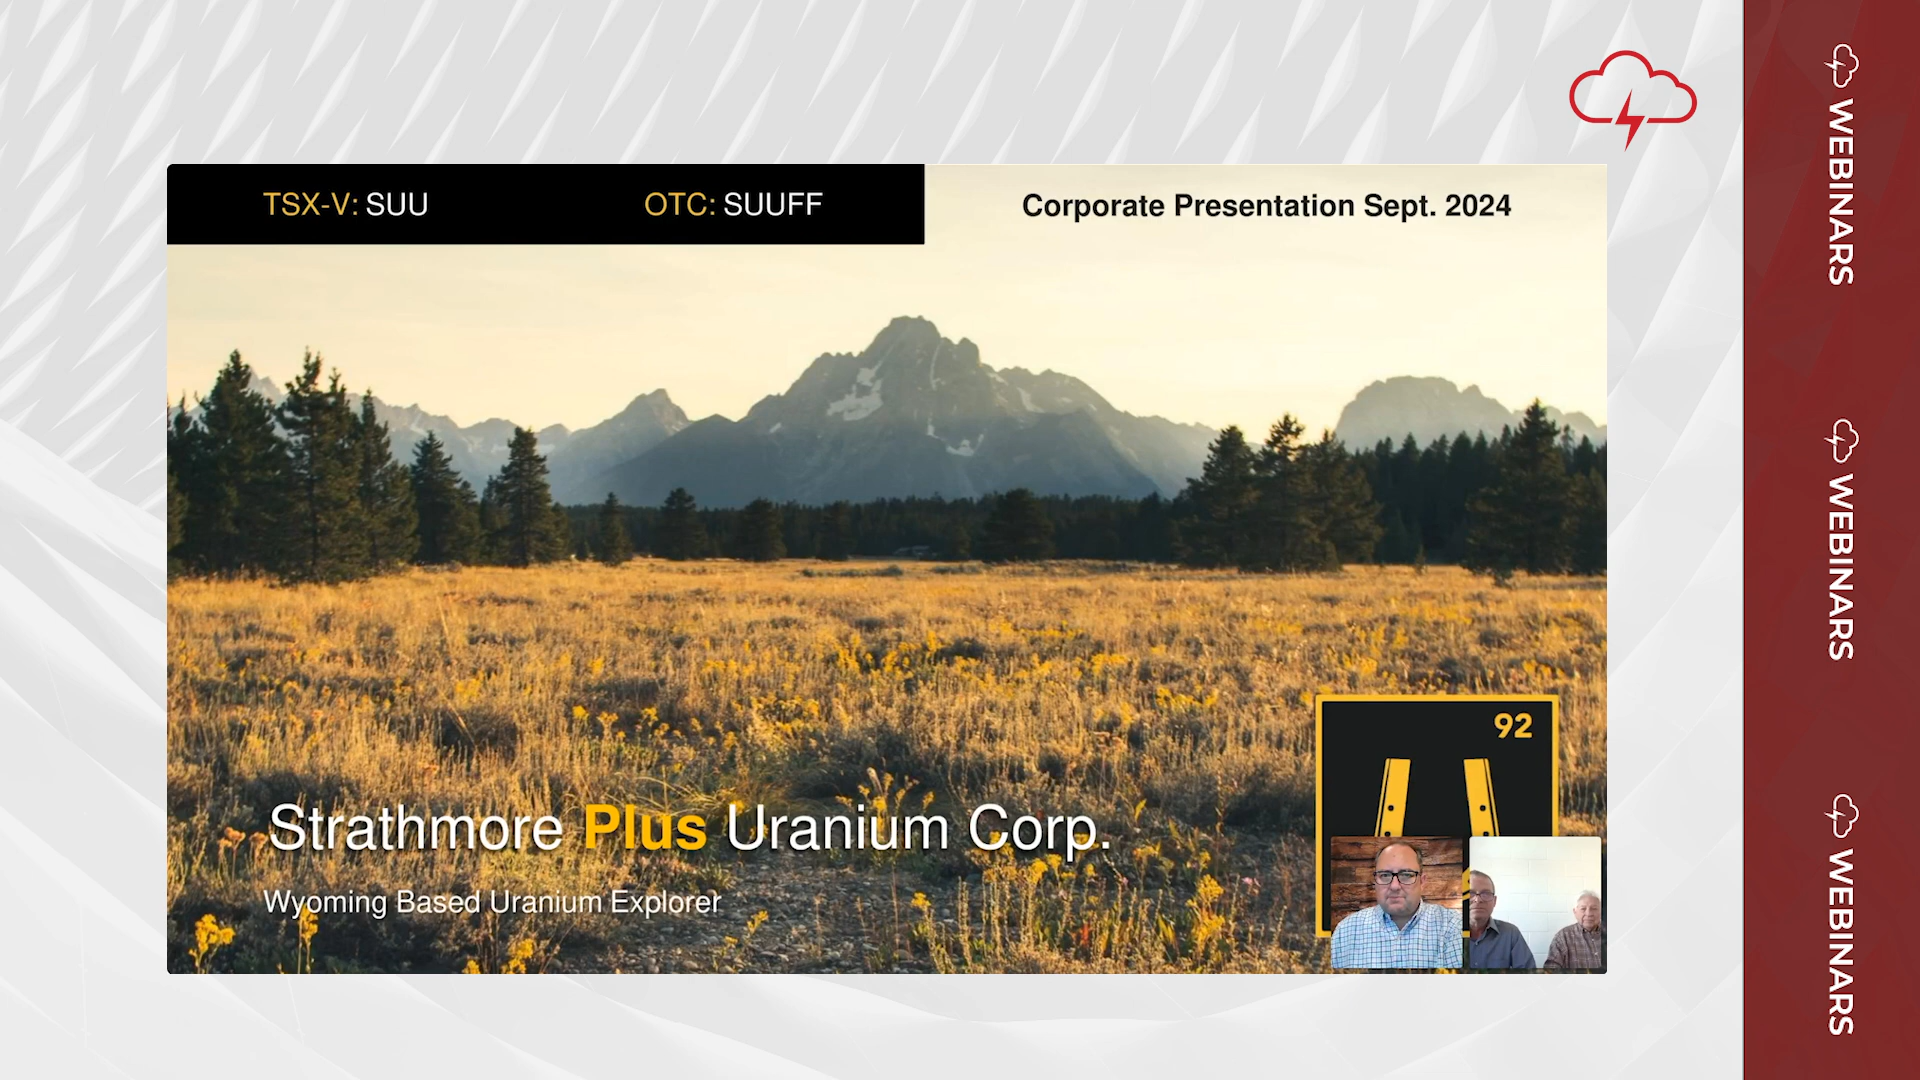 TSX-V: SUU
OTC: SUUFF
Corporate Presentation Sept. 2024
92
Strathmore Plus Uranium Corp.
Wyoming Based Uranium Explorer
WEBINARS
WEBINARS
WEBINARS